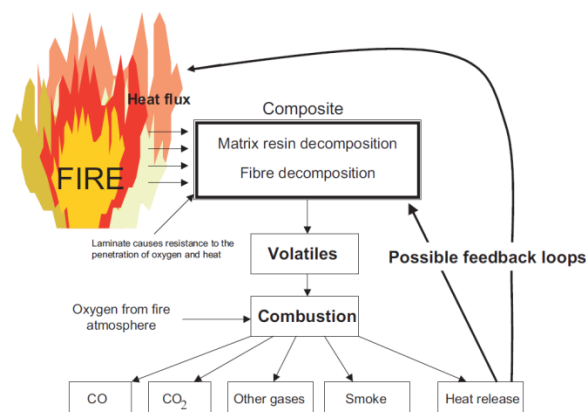 Heat flux
FIRE
Composite
Matrix resin decomposition
Fibre decomposition
Laminate causes resistance to the
penetration of oxygen and heat
Volatiles
Possible feedback loops
Oxygen from fire
atmosphere
Combustion
CO
CO2
Other gases
Smoke
Heat release